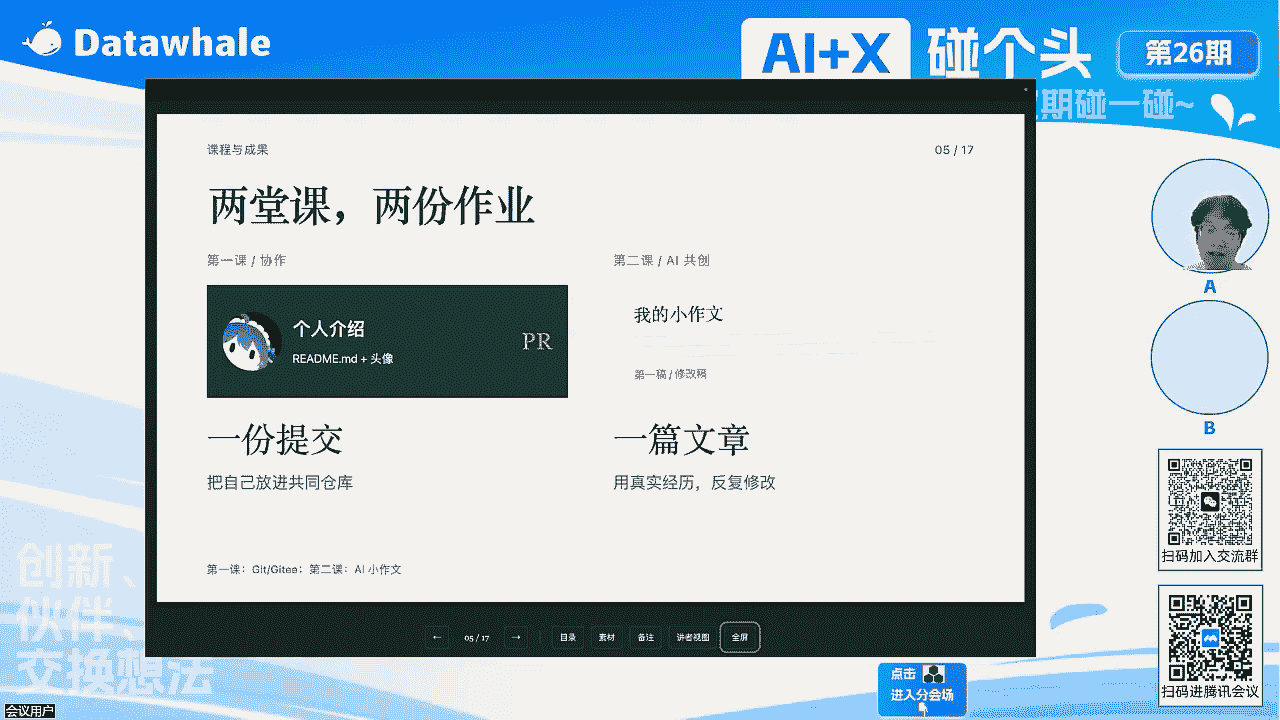 Datawhale
AI+X 碰个头
第26期
期碰一碰~
课程与成果
05 / 17
两堂课，两份作业
第一课 / 协作
第二课 / AI 共创
个人介绍
README.md + 头像
PR
我的小作文
第一稿 / 修改稿
一份提交
把自己放进共同仓库
一篇文章
用真实经历，反复修改
第一课：Git/Gitee；第二课：AI 小作文
← 05 / 17 → 目录 素材 备注 讲者视图 全屏
A
B
扫码加入交流群
扫码进腾讯会议
创新、
伙伴、
交换想法
点击
进入分会场
会议用户